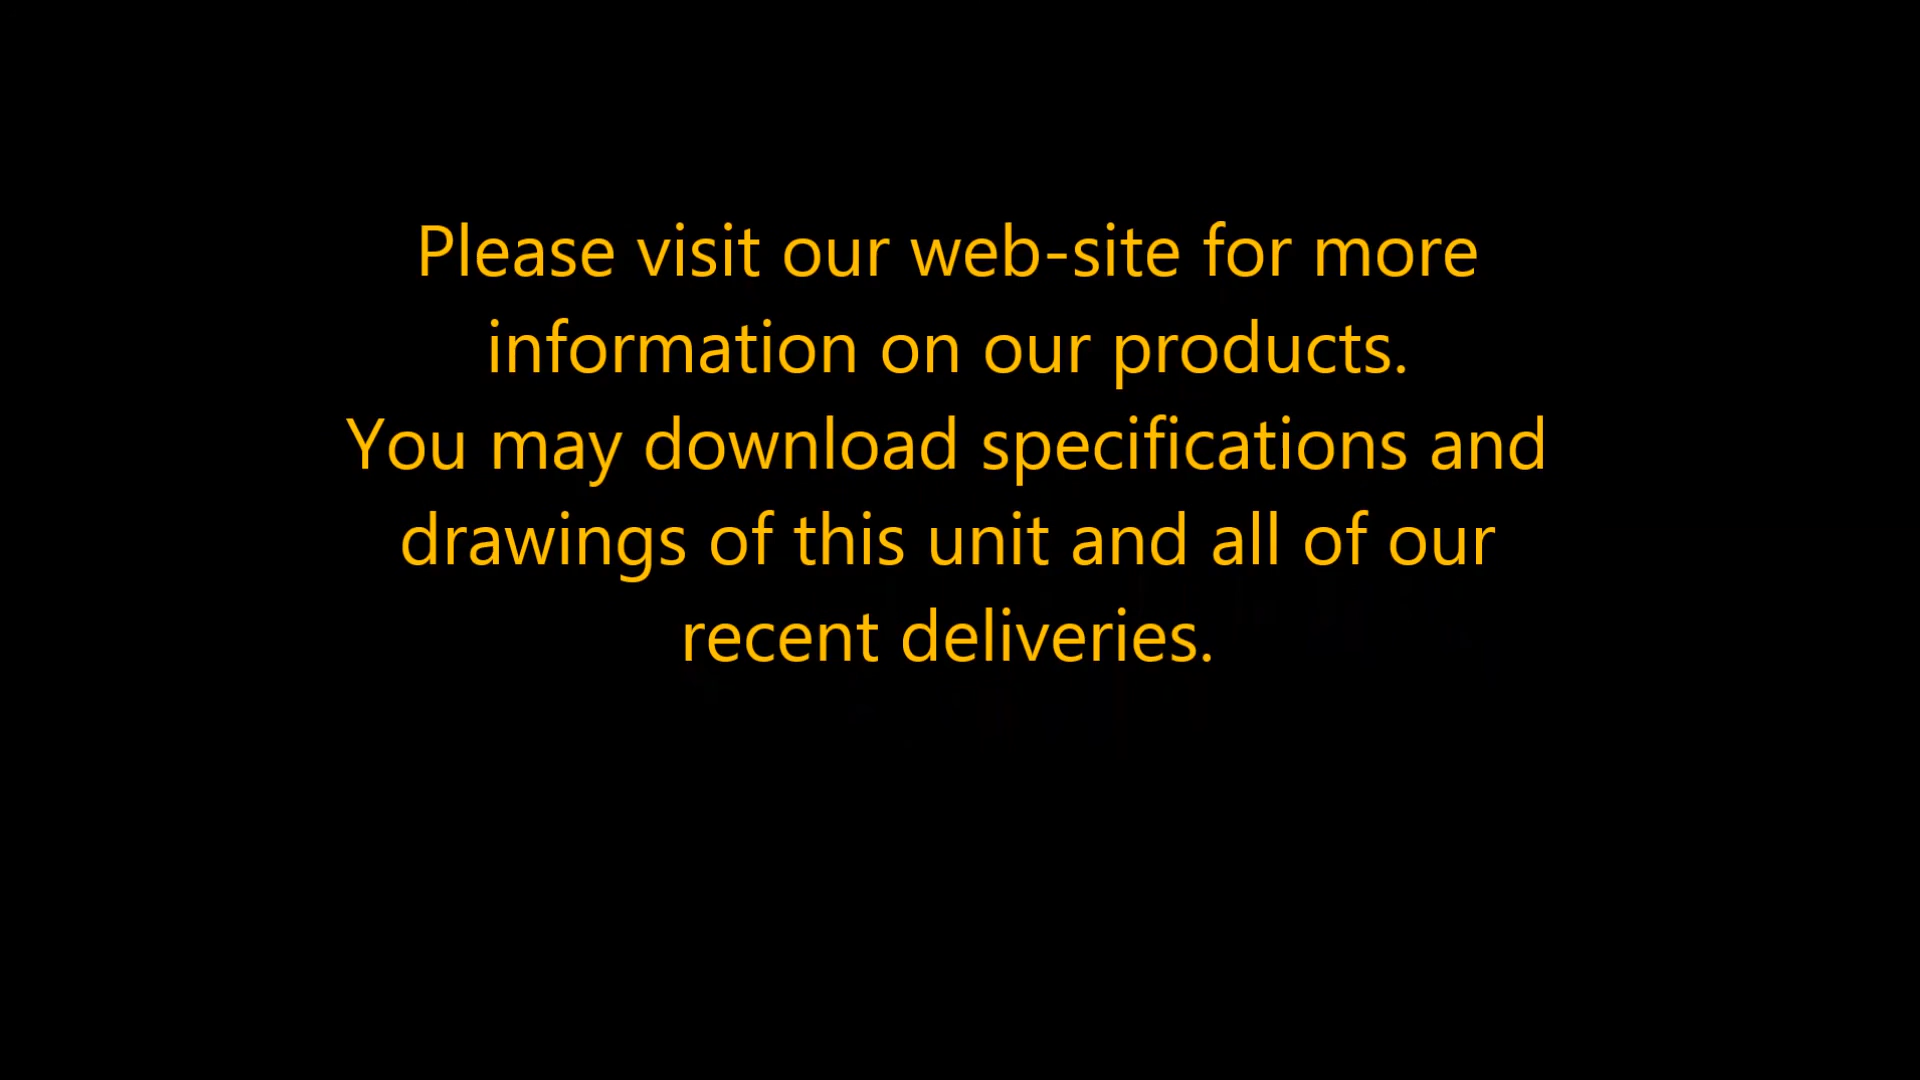 Please visit our web-site for more
information on our products.
You may download specifications and
drawings of this unit and all of our
recent deliveries.